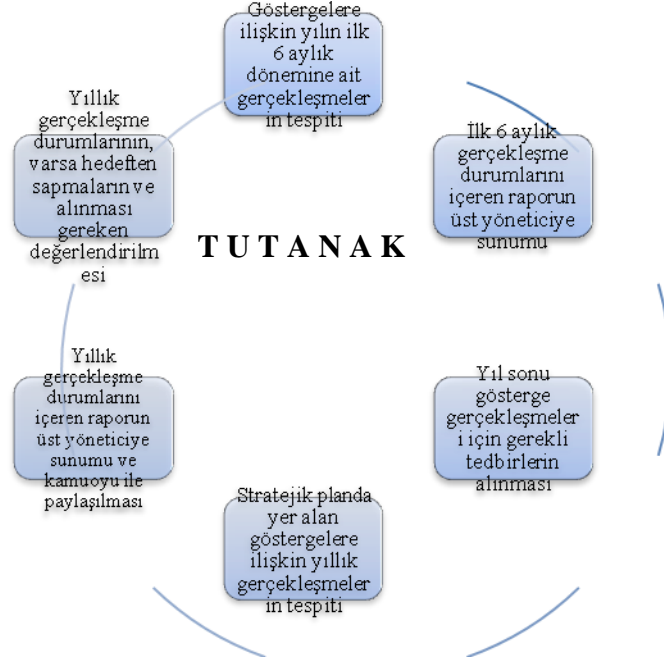 Göstergelere
ilişkin yılın ilk
6 aylık
dönemine ait
gerçekleşmeler
in tespiti
İlk 6 aylık
gerçekleşme
durumlarını
içeren raporun
üst yöneticiye
sunumu
Yıl sonu
gösterge
gerçekleşmeler
i için gerekli
tedbirlerin
alınması
Stratejik planda
yer alan
göstergelere
ilişkin yıllık
gerçekleşmeler
in tespiti
Yıllık
gerçekleşme
durumlarını
içeren raporun
üst yöneticiye
sunumu ve
kamuoyu ile
paylaşılması
Yıllık
gerçekleşme
durumlarının,
varsa hedeften
sapmaların ve
alınması
gereken
değerlendirilm
esi
T U T A N A K